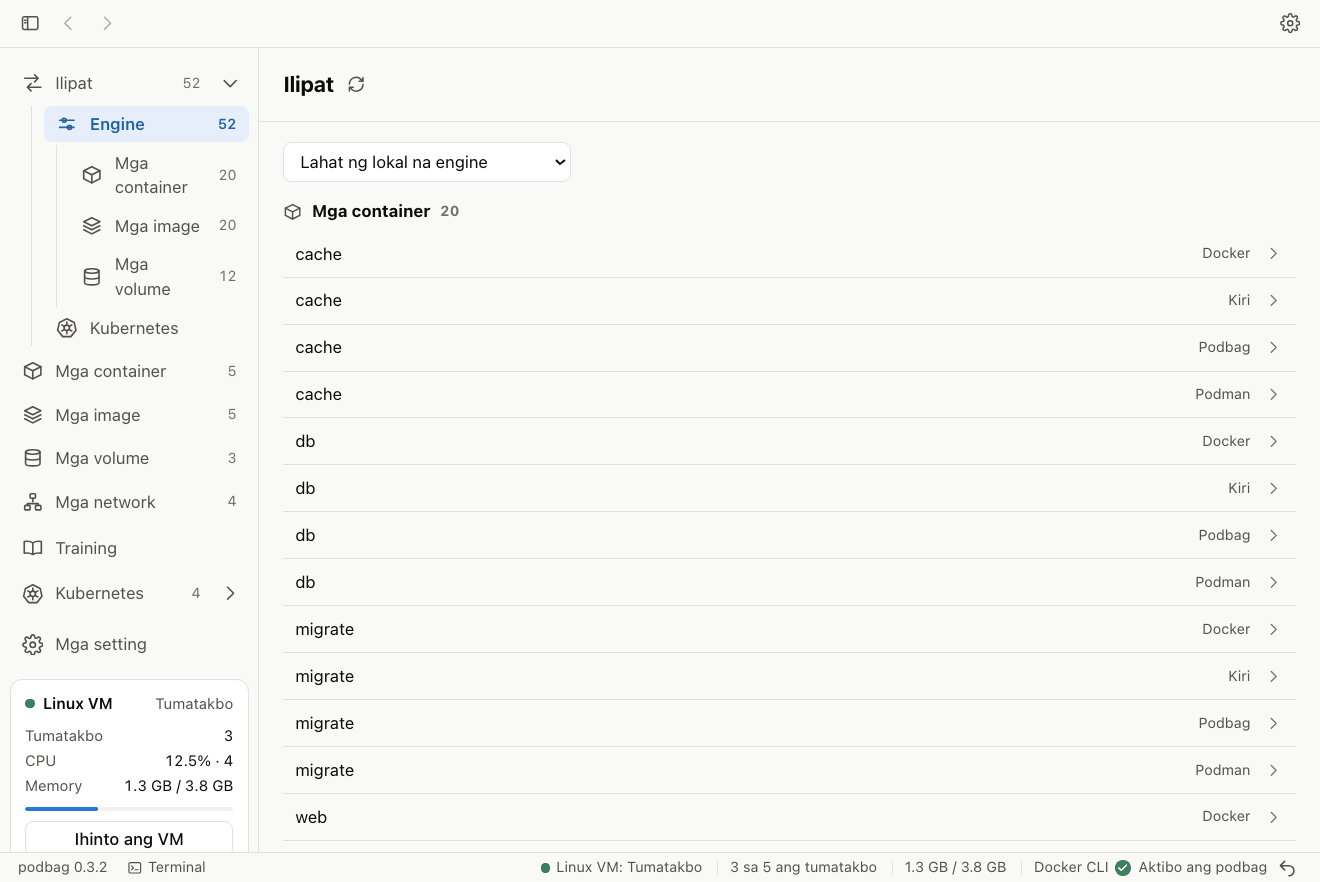 Ilipat 52
Engine 52
Mga container 20
Mga image 20
Mga volume 12
Kubernetes
Mga container 5
Mga image 5
Mga volume 3
Mga network 4
Training
Kubernetes 4
Mga setting
Linux VM Tumatakbo
Tumatakbo 3
CPU 12.5% · 4
Memory 1.3 GB / 3.8 GB
Ihinto ang VM
Ilipat
Lahat ng lokal na engine
Mga container 20
cache Docker
cache Kiri
cache Podbag
cache Podman
db Docker
db Kiri
db Podbag
db Podman
migrate Docker
migrate Kiri
migrate Podbag
migrate Podman
web Docker
podbag 0.3.2 Terminal Linux VM: Tumatakbo 3 sa 5 ang tumatakbo 1.3 GB / 3.8 GB Docker CLI Aktibo ang podbag